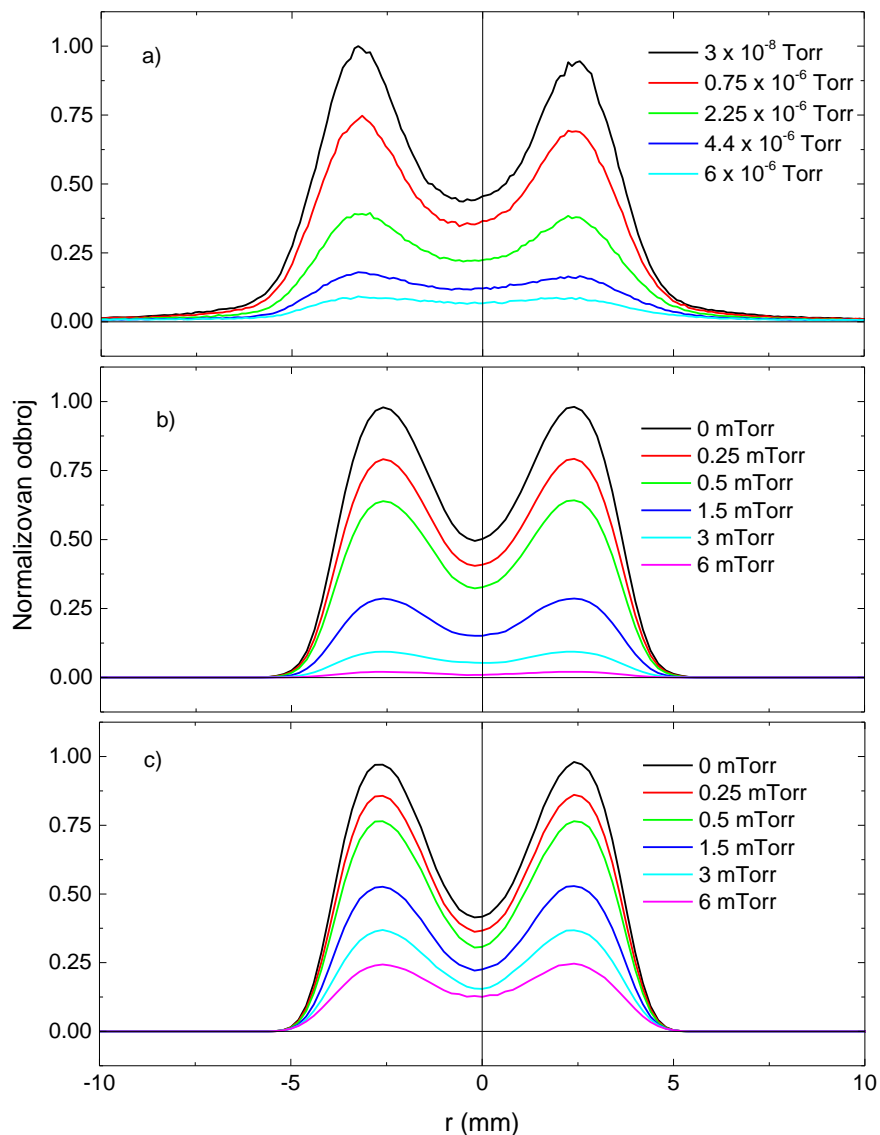 Normalizovan odbroj
a)
3 x 10⁻⁸ Torr
0.75 x 10⁻⁶ Torr
2.25 x 10⁻⁶ Torr
4.4 x 10⁻⁶ Torr
6 x 10⁻⁶ Torr
1.00
0.75
0.50
0.25
0.00
b)
0 mTorr
0.25 mTorr
0.5 mTorr
1.5 mTorr
3 mTorr
6 mTorr
1.00
0.75
0.50
0.25
0.00
c)
0 mTorr
0.25 mTorr
0.5 mTorr
1.5 mTorr
3 mTorr
6 mTorr
1.00
0.75
0.50
0.25
0.00
-10 -5 0 5 10
r (mm)